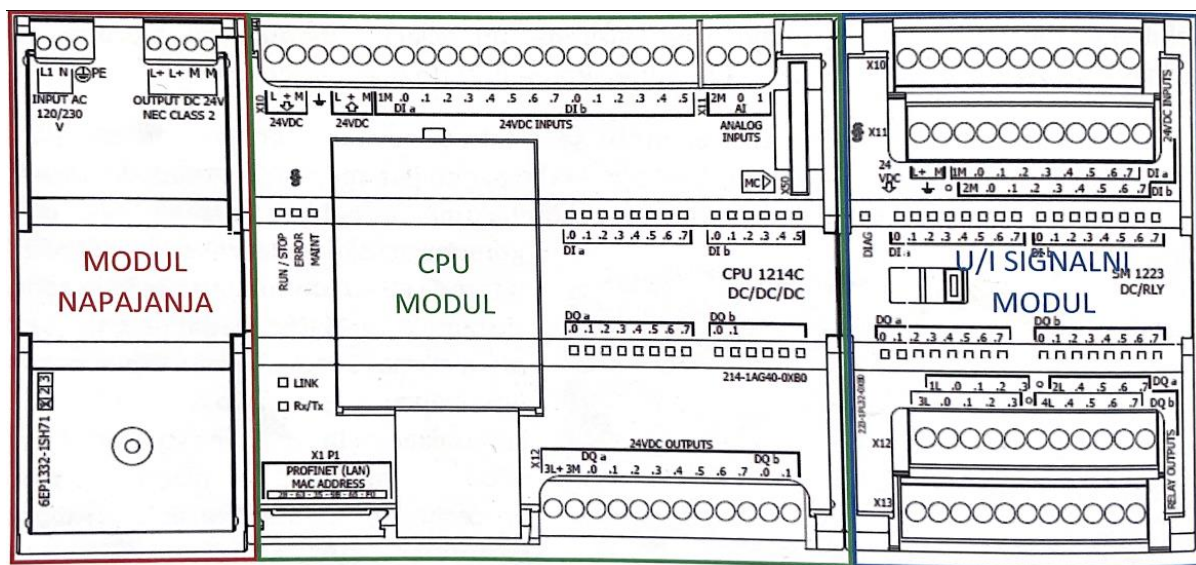 L1 N PE
INPUT AC
120/230
V
L+ L+ M M
OUTPUT DC 24V
NEC CLASS 2
MODUL
NAPAJANJA
6EP1332-1SH71
X 2 3
X10
L + M
24VDC
L + M
24VDC
1M .0 .1 .2 .3 .4 .5 .6 .7 .0 .1 .2 .3 .4 .5
DI a DI b
24VDC INPUTS
X11
2M 0 1
AI
ANALOG
INPUTS
MC
X50
RUN / STOP
ERROR
MAINT
CPU
MODUL
.0 .1 .2 .3 .4 .5 .6 .7
DI a
.0 .1 .2 .3 .4 .5
DI b
CPU 1214C
DC/DC/DC
DQ a
.0 .1 .2 .3 .4 .5 .6 .7
DQ b
.0 .1
214-1AG40-0XB0
LINK
Rx/Tx
X1 P1
PROFINET (LAN)
MAC ADDRESS
24VDC OUTPUTS
X12
DQ a DQ b
3L+ 3M .0 .1 .2 .3 .4 .5 .6 .7 .0 .1
X10
X11
24VDC INPUTS
24
VDC
L+ M 1M .0 .1 .2 .3 .4 .5 .6 .7 DI a
2M .0 .1 .2 .3 .4 .5 .6 .7 DI b
DIAG
.0 .1 .2 .3 .4 .5 .6 .7
.0 .1 .2 .3 .4 .5 .6 .7
U/I SIGNALNI
MODUL
SM 1223
DC/RLY
DQ a
.0 .1 .2 .3 .4 .5 .6 .7
DQ b
.0 .1 .2 .3 .4 .5 .6 .7
1L .0 .1 .2 .3 2L .4 .5 .6 .7 DQ a
3L .0 .1 .2 .3 4L .4 .5 .6 .7 DQ b
X12
X13
RELAY OUTPUTS